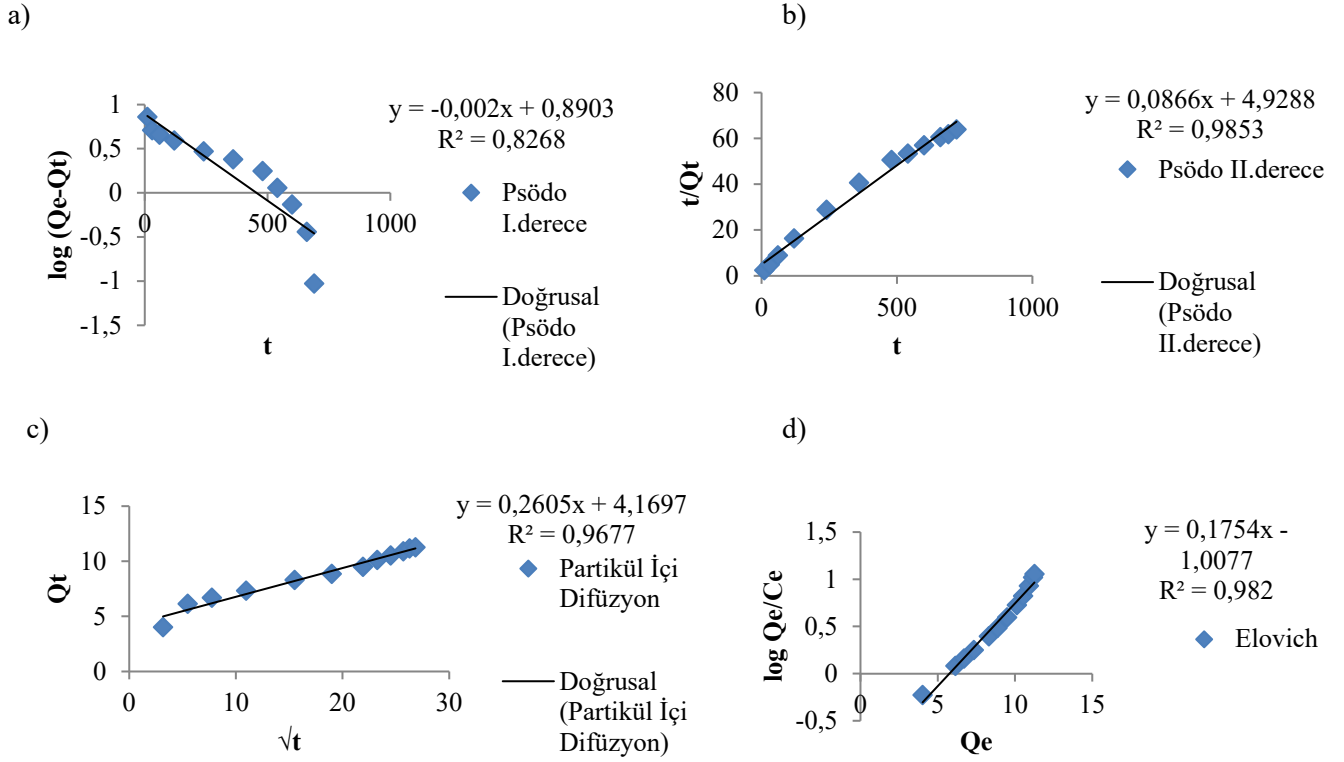 a)
y = -0,002x + 0,8903
R² = 0,8268
1
0,5
0
-0,5
-1
-1,5
0
500
1000
log (Qe-Qt)
t
Psödo
I.derece
Doğrusal
(Psödo
I.derece)
b)
y = 0,0866x + 4,9288
R² = 0,9853
80
60
40
20
0
0
500
1000
t/Qt
t
Psödo II.derece
Doğrusal
(Psödo
II.derece)
c)
y = 0,2605x + 4,1697
R² = 0,9677
15
10
5
0
0
10
20
30
Qt
√t
Partikül İçi
Difüzyon
Doğrusal
(Partikül İçi
Difüzyon)
d)
y = 0,1754x -
1,0077
R² = 0,982
1,5
1
0,5
0
-0,5
0
5
10
15
log Qe/Ce
Qe
Elovich